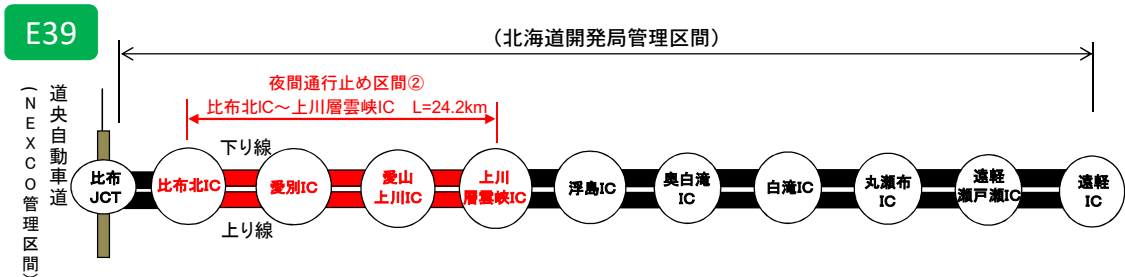 E39
(北海道開発局管理区間)
夜間通行止め区間②
比布北IC~上川層雲峡IC L=24.2km
道央自動車道
(NEXCO管理区間)
下り線
比布
JCT
比布北IC
愛別IC
愛山
上川IC
上川
層雲峡IC
浮島IC
奥白滝
IC
白滝IC
丸瀬布
IC
遠軽
瀬戸瀬IC
遠軽
IC
上り線